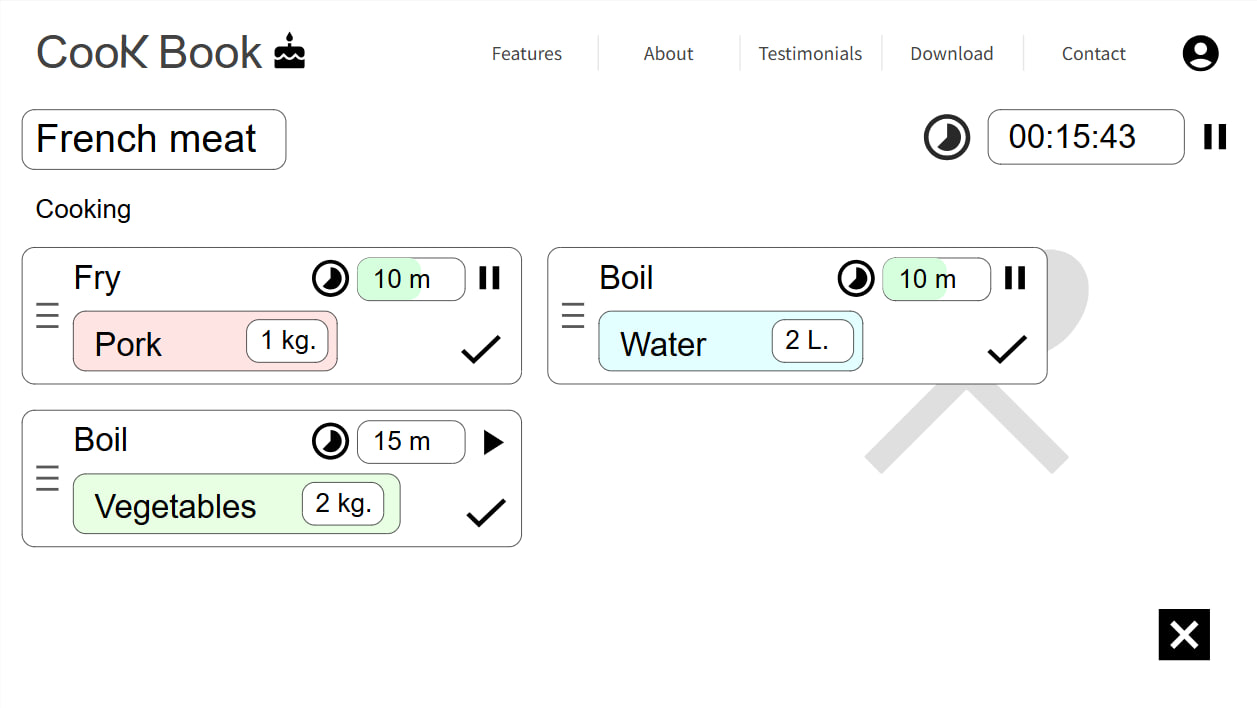 CooK Book
Features
About
Testimonials
Download
Contact
French meat
00:15:43
Cooking
Fry
10 m
Pork
1 kg.
Boil
10 m
Water
2 L.
Boil
15 m
Vegetables
2 kg.